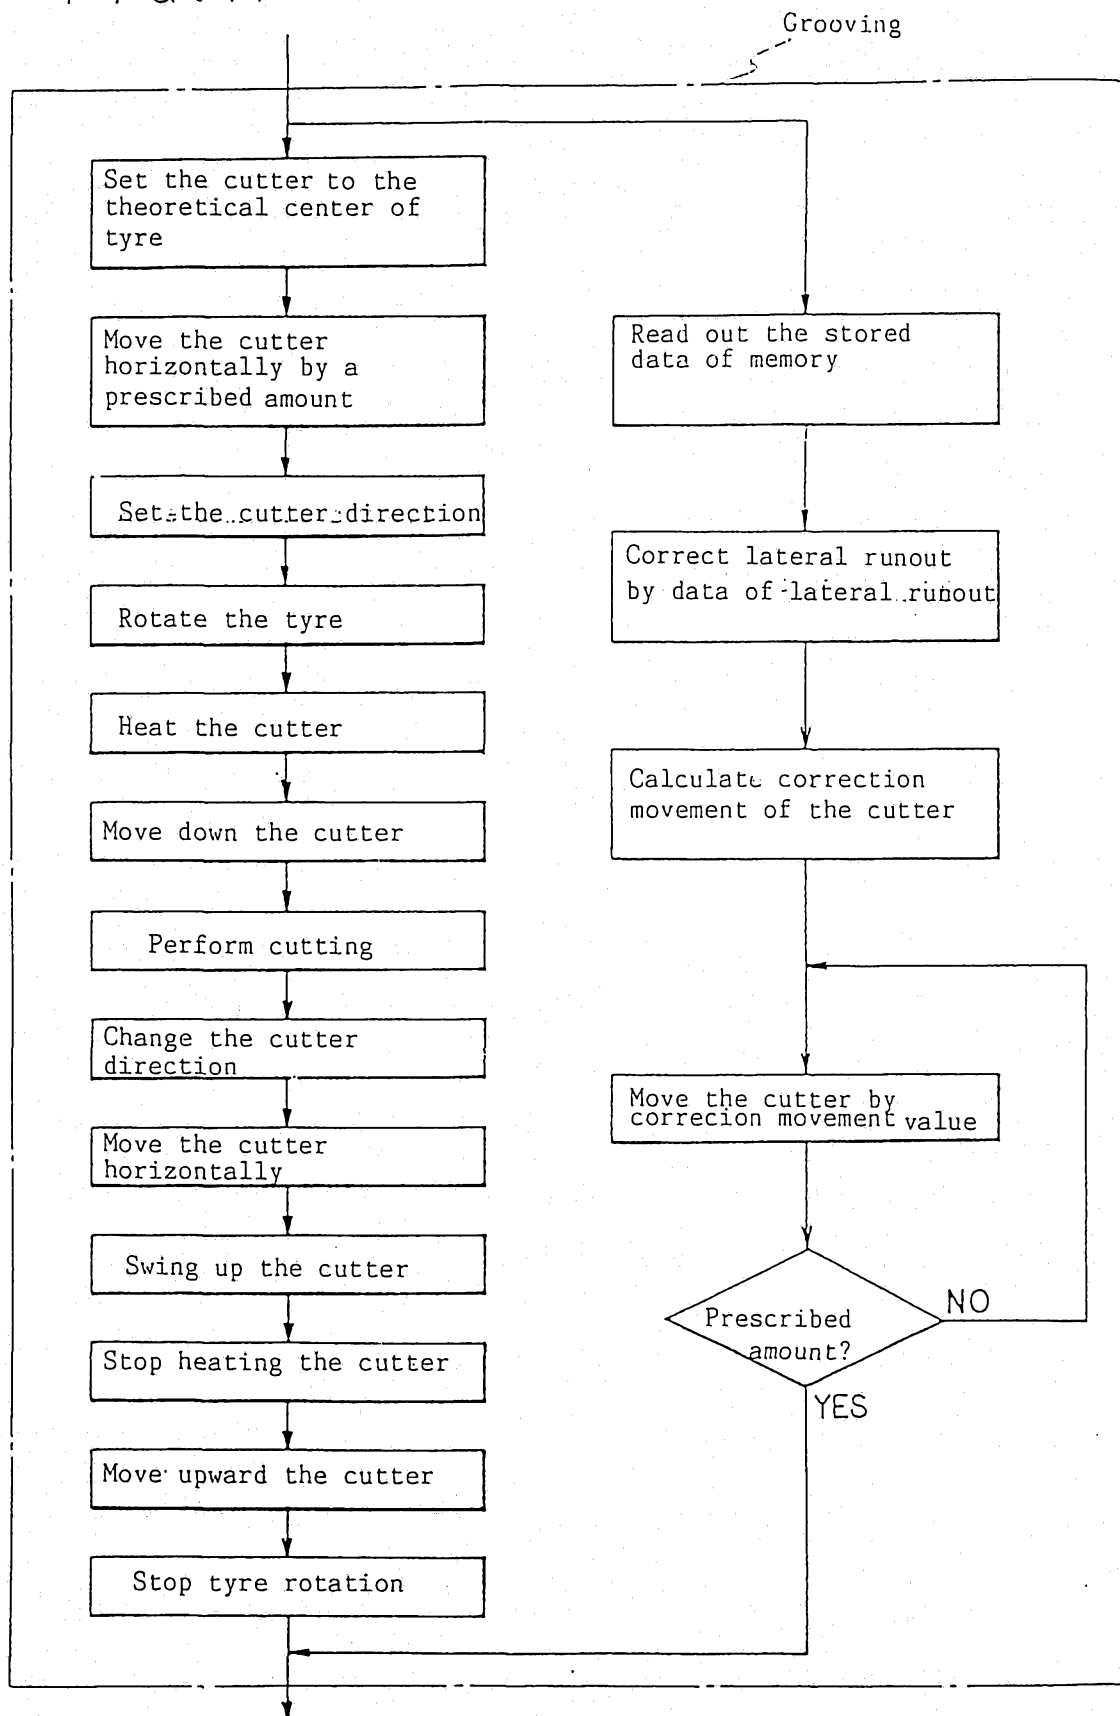 Grooving
Set the cutter to the
theoretical center of
tyre
Move the cutter
horizontally by a
prescribed amount
Set the cutter direction
Rotate the tyre
Heat the cutter
Move down the cutter
Perform cutting
Change the cutter
direction
Move the cutter
horizontally
Swing up the cutter
Stop heating the cutter
Move upward the cutter
Stop tyre rotation
Read out the stored
data of memory
Correct lateral runout
by data of lateral runout
Calculate correction
movement of the cutter
Move the cutter by
correcion movement value
Prescribed
amount?
NO
YES